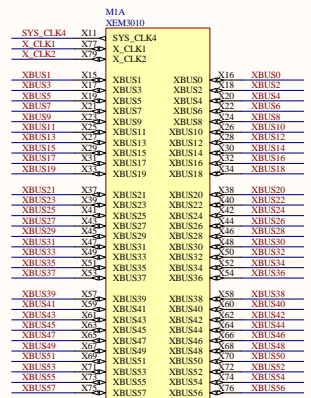 M1A
XEM3010
SYS_CLK4 X11 SYS_CLK4
X_CLK1 X77 X_CLK1
X_CLK2 X79 X_CLK2
XBUS1 X15 XBUS1 XBUS0 X16 XBUS0
XBUS3 X17 XBUS3 XBUS2 X18 XBUS2
XBUS5 X19 XBUS5 XBUS4 X20 XBUS4
XBUS7 X21 XBUS7 XBUS6 X22 XBUS6
XBUS9 X23 XBUS9 XBUS8 X24 XBUS8
XBUS11 X25 XBUS11 XBUS10 X26 XBUS10
XBUS13 X27 XBUS13 XBUS12 X28 XBUS12
XBUS15 X29 XBUS15 XBUS14 X30 XBUS14
XBUS17 X31 XBUS17 XBUS16 X32 XBUS16
XBUS19 X33 XBUS19 XBUS18 X34 XBUS18
XBUS21 X37 XBUS21 XBUS20 X38 XBUS20
XBUS23 X39 XBUS23 XBUS22 X40 XBUS22
XBUS25 X41 XBUS25 XBUS24 X42 XBUS24
XBUS27 X43 XBUS27 XBUS26 X44 XBUS26
XBUS29 X45 XBUS29 XBUS28 X46 XBUS28
XBUS31 X47 XBUS31 XBUS30 X48 XBUS30
XBUS33 X49 XBUS33 XBUS32 X50 XBUS32
XBUS35 X51 XBUS35 XBUS34 X52 XBUS34
XBUS37 X53 XBUS37 XBUS36 X54 XBUS36
XBUS39 X57 XBUS39 XBUS38 X58 XBUS38
XBUS41 X59 XBUS41 XBUS40 X60 XBUS40
XBUS43 X61 XBUS43 XBUS42 X62 XBUS42
XBUS45 X63 XBUS45 XBUS44 X64 XBUS44
XBUS47 X65 XBUS47 XBUS46 X66 XBUS46
XBUS49 X67 XBUS49 XBUS48 X68 XBUS48
XBUS51 X69 XBUS51 XBUS50 X70 XBUS50
XBUS53 X71 XBUS53 XBUS52 X72 XBUS52
XBUS55 X73 XBUS55 XBUS54 X74 XBUS54
XBUS57 X75 XBUS57 XBUS56 X76 XBUS56